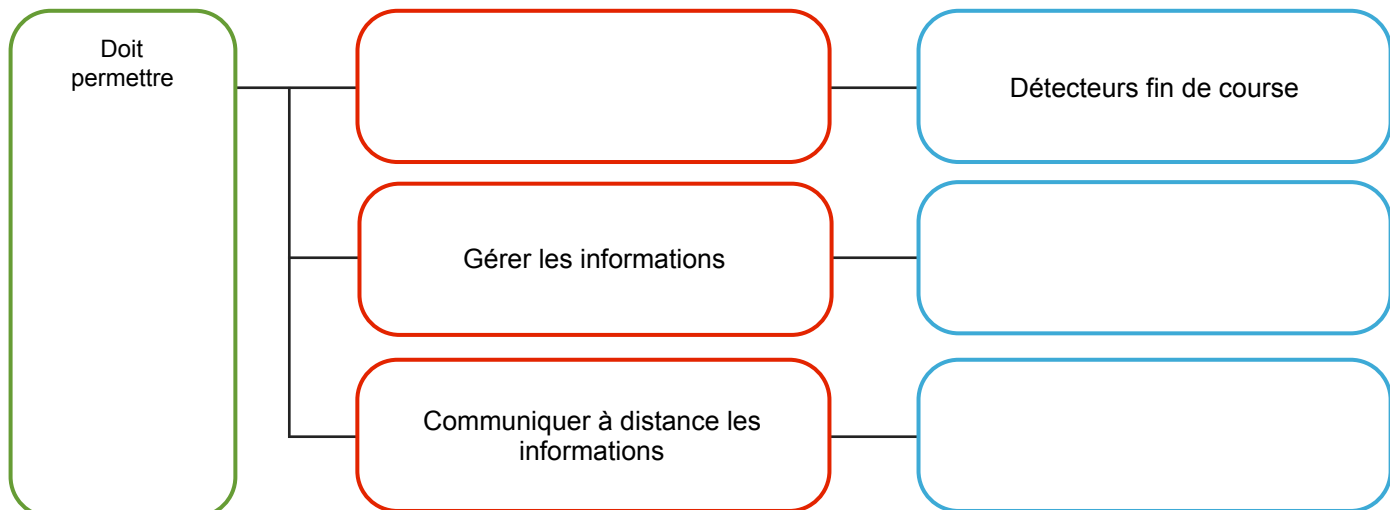 Doit
permettre
Détecteurs fin de course
Gérer les informations
Communiquer à distance les
informations